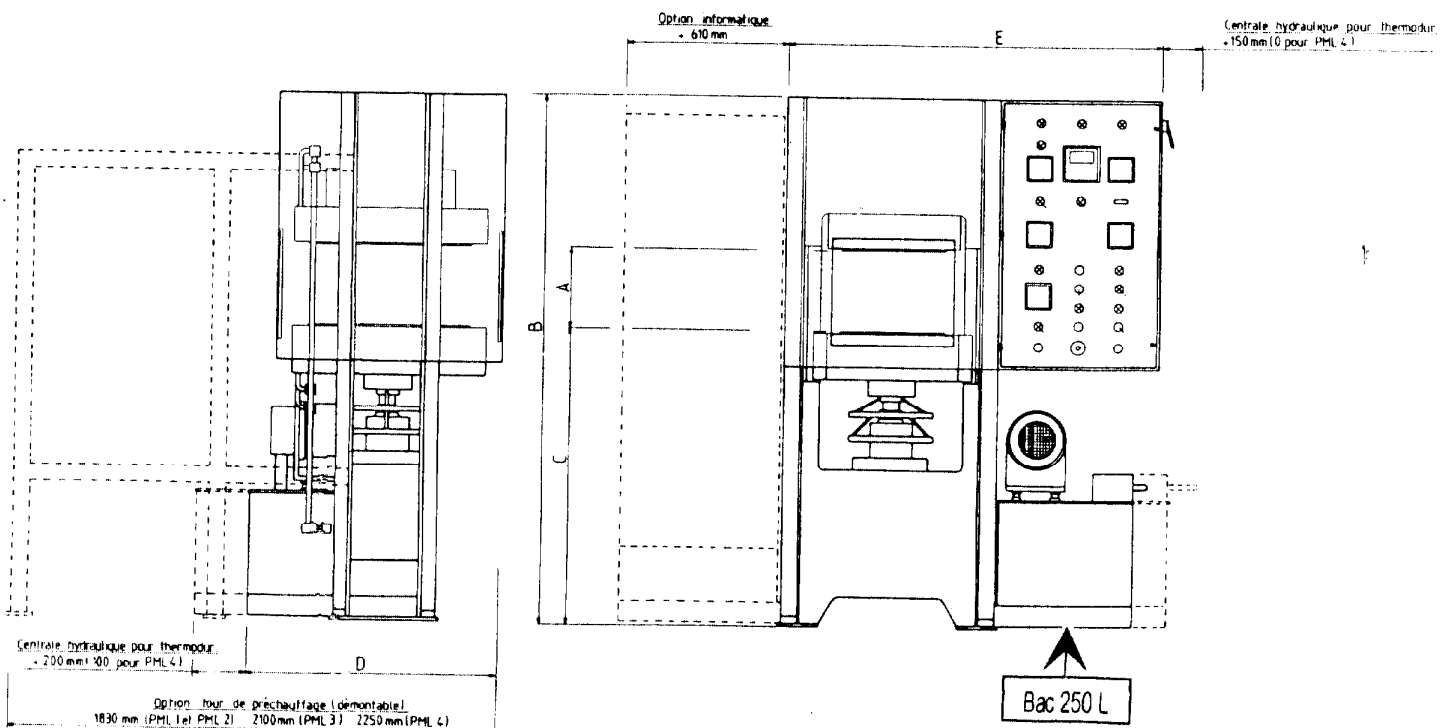 Option informatique
+ 610 mm
E
Centrale hydraulique pour thermodur
+150 mm (0 pour PML 4)
A
B
C
Centrale hydraulique pour thermodur
+ 200 mm (300 pour PML 4)
D
Option four de préchauffage (démontable)
1830 mm (PML 1 et PML 2) 2100 mm (PML 3) 2250 mm (PML 4)
Bac 250 L